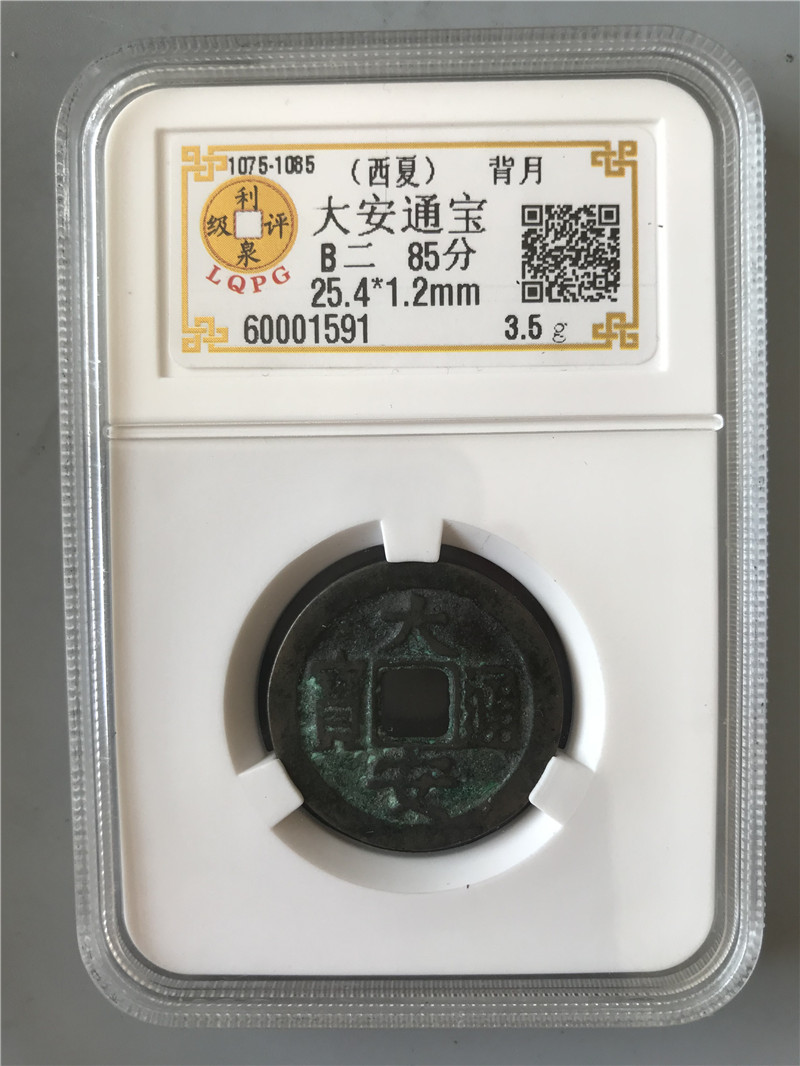 1075-1085 （西夏） 背月
利泉评级
LQPG
大安通宝
B二 85分
25.4*1.2mm
60001591 3.5g
大安通寳